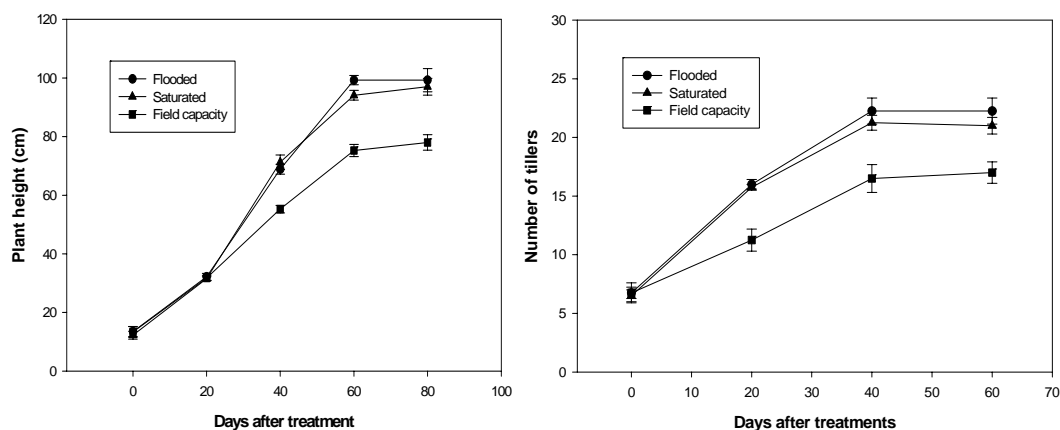 Plant height (cm)
120
100
80
60
40
20
0
Flooded
Saturated
Field capacity
0 20 40 60 80 100
Days after treatment
Number of tillers
30
25
20
15
10
5
0
Flooded
Saturated
Field capacity
0 10 20 30 40 50 60 70
Days after treatments